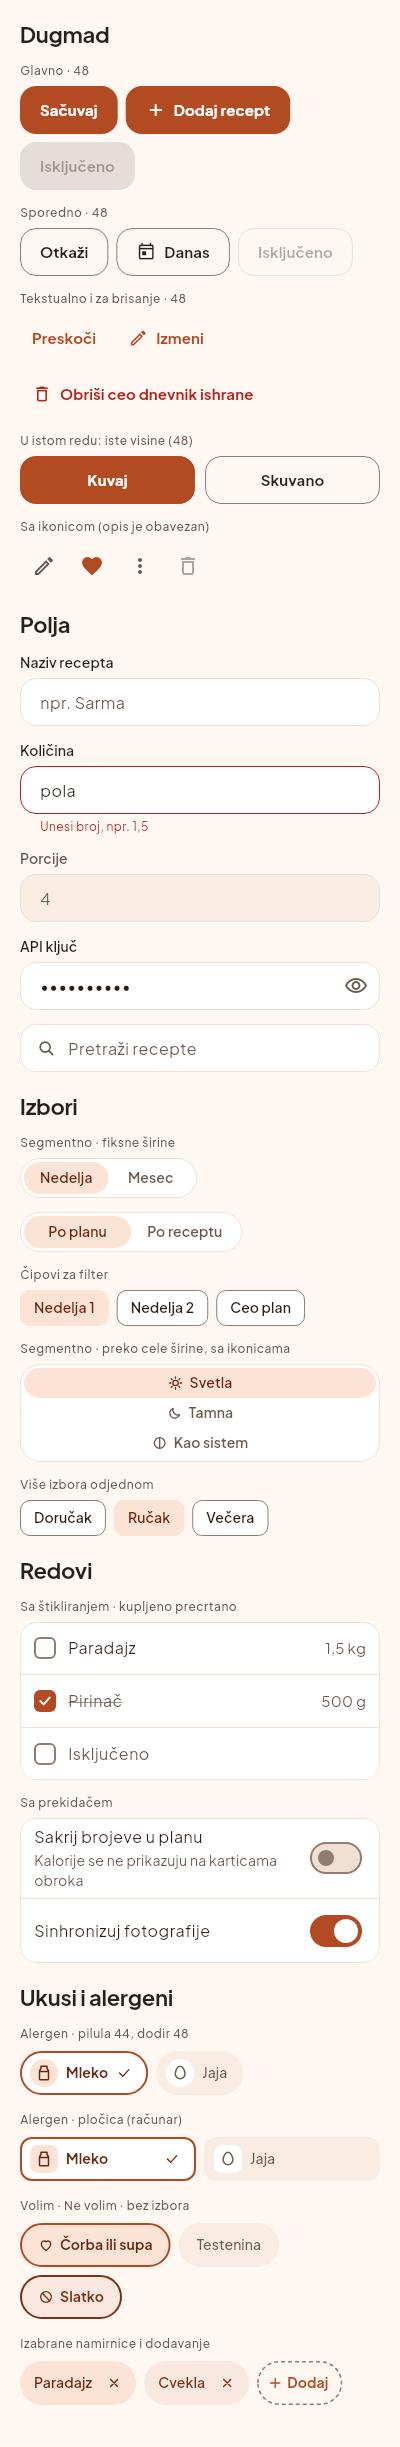 Dugmad
Glavno · 48
Sačuvaj
Dodaj recept
Isključeno
Sporedno · 48
Otkaži
Danas
Isključeno
Tekstualno i za brisanje · 48
Preskoči
Izmeni
Obriši ceo dnevnik ishrane
U istom redu: iste visine (48)
Kuvaj
Skuvano
Sa ikonicom (opis je obavezan)
Polja
Naziv recepta
npr. Sarma
Količina
pola
Unesi broj, npr. 1,5
Porcije
4
API ključ
••••••••••
Pretraži recepte
Izbori
Segmentno · fiksne širine
Nedelja
Mesec
Po planu
Po receptu
Čipovi za filter
Nedelja 1
Nedelja 2
Ceo plan
Segmentno · preko cele širine, sa ikonicama
Svetla
Tamna
Kao sistem
Više izbora odjednom
Doručak
Ručak
Večera
Redovi
Sa štikliranjem · kupljeno precrtano
Paradajz
1,5 kg
Pirinač
500 g
Isključeno
Sa prekidačem
Sakrij brojeve u planu
Kalorije se ne prikazuju na karticama
obroka
Sinhronizuj fotografije
Ukusi i alergeni
Alergen · pilula 44, dodir 48
Mleko
Jaja
Alergen · pločica (računar)
Mleko
Jaja
Volim · Ne volim · bez izbora
Čorba ili supa
Testenina
Slatko
Izabrane namirnice i dodavanje
Paradajz
Cvekla
Dodaj